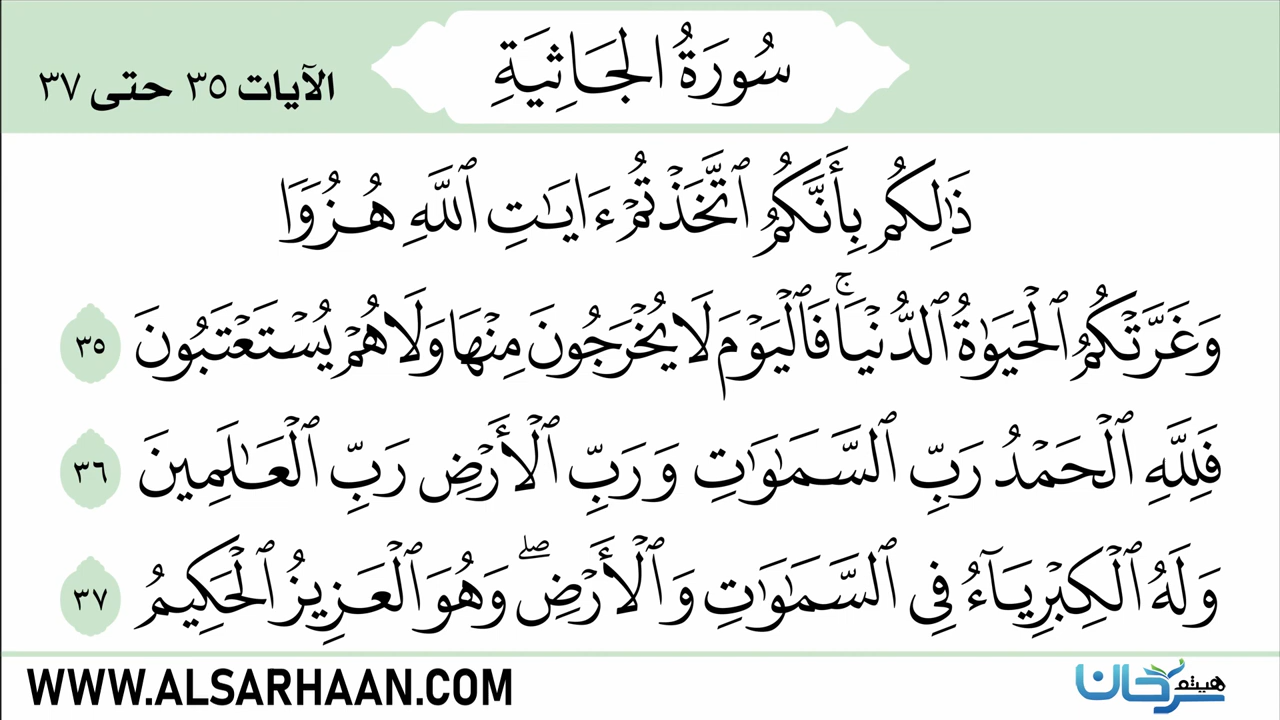 سُورَةُ الجَاثِيَةِ
الآيات ٣٥ حتى ٣٧
ذَٰلِكُم بِأَنَّكُمُ ٱتَّخَذۡتُمۡ ءَايَٰتِ ٱللَّهِ هُزُوٗا
وَغَرَّتۡكُمُ ٱلۡحَيَوٰةُ ٱلدُّنۡيَاۚ فَٱلۡيَوۡمَ لَا يُخۡرَجُونَ مِنۡهَا وَلَا هُمۡ يُسۡتَعۡتَبُونَ ٣٥
فَلِلَّهِ ٱلۡحَمۡدُ رَبِّ ٱلسَّمَٰوَٰتِ وَرَبِّ ٱلۡأَرۡضِ رَبِّ ٱلۡعَٰلَمِينَ ٣٦
وَلَهُ ٱلۡكِبۡرِيَآءُ فِي ٱلسَّمَٰوَٰتِ وَٱلۡأَرۡضِۖ وَهُوَ ٱلۡعَزِيزُ ٱلۡحَكِيمُ ٣٧
WWW.ALSARHAAN.COM
هيثم سرحان